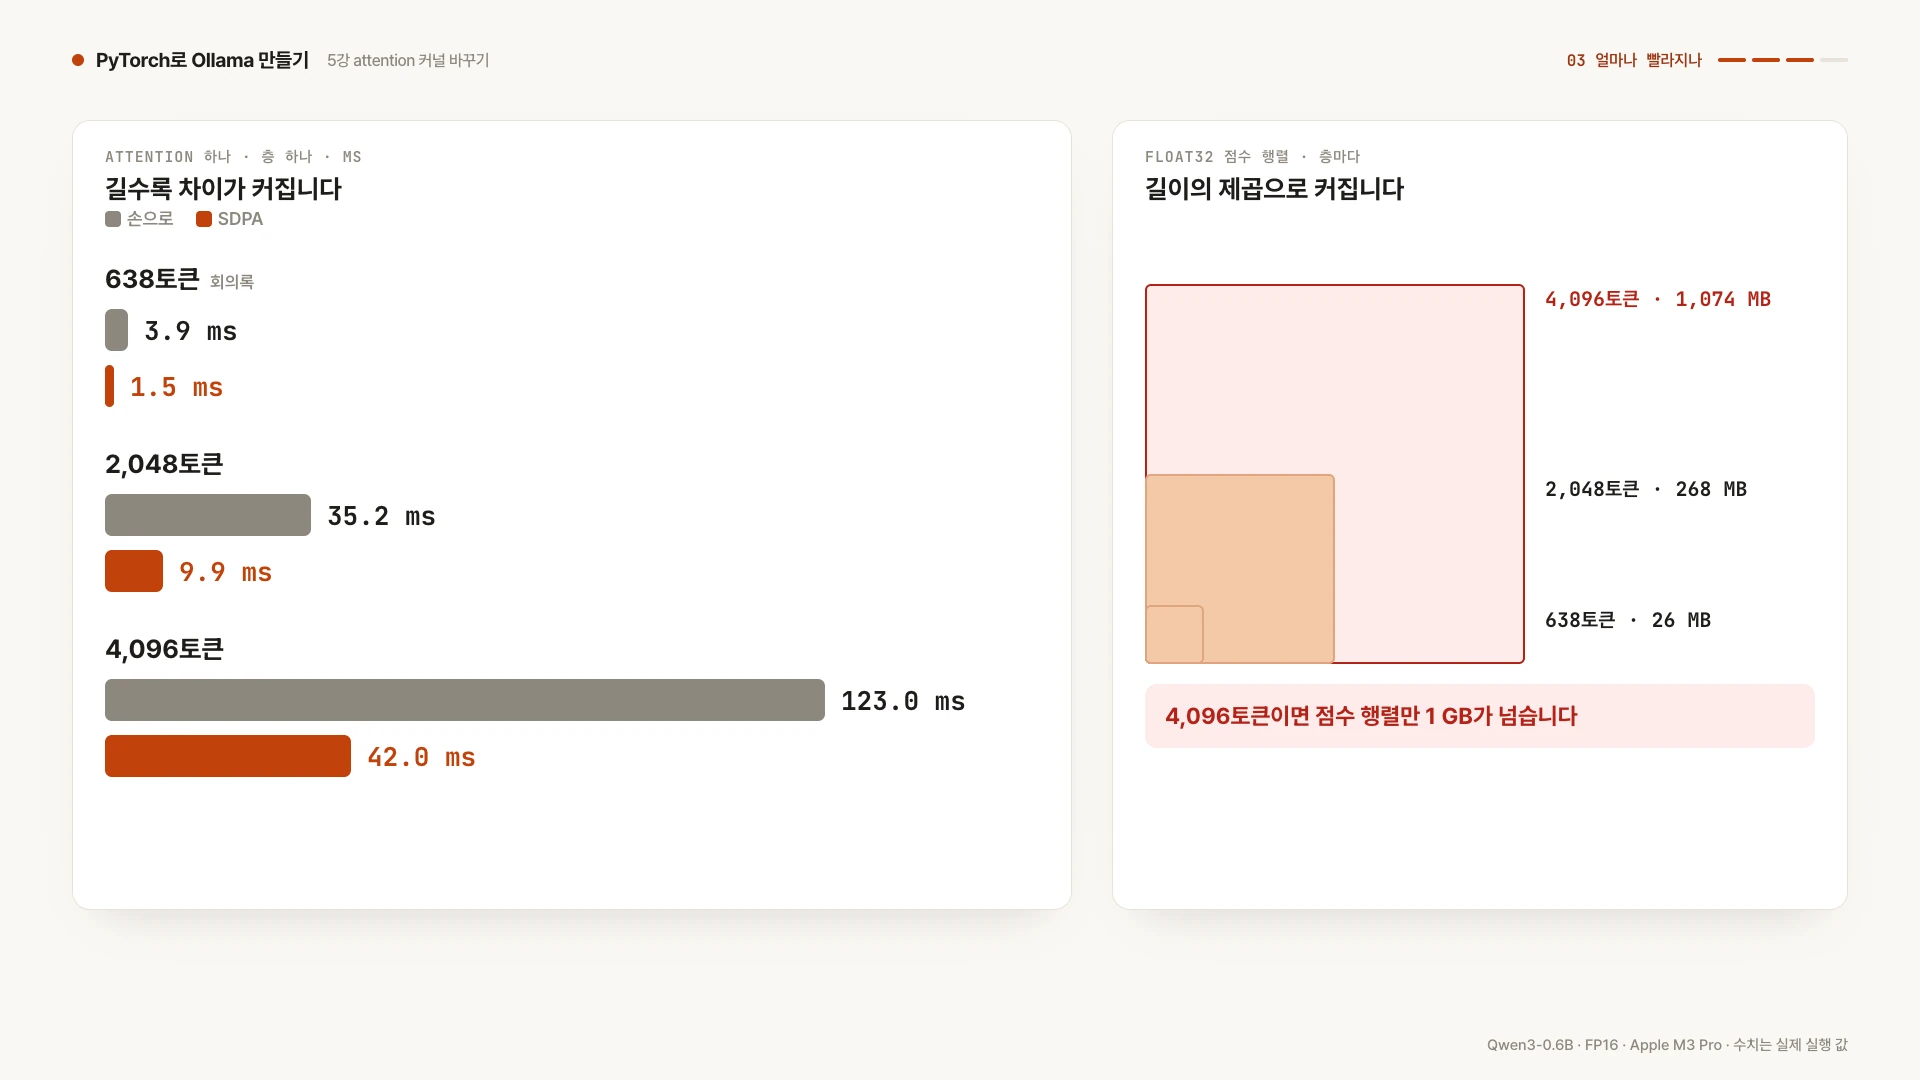 PyTorch로 Ollama 만들기 5강 attention 커널 바꾸기
03 얼마나 빨라지나
ATTENTION 하나 · 층 하나 · MS
길수록 차이가 커집니다
손으로 SDPA
638토큰 회의록
3.9 ms
1.5 ms
2,048토큰
35.2 ms
9.9 ms
4,096토큰
123.0 ms
42.0 ms
FLOAT32 점수 행렬 · 층마다
길이의 제곱으로 커집니다
4,096토큰 · 1,074 MB
2,048토큰 · 268 MB
638토큰 · 26 MB
4,096토큰이면 점수 행렬만 1 GB가 넘습니다
Qwen3-0.6B · FP16 · Apple M3 Pro · 수치는 실제 실행 값